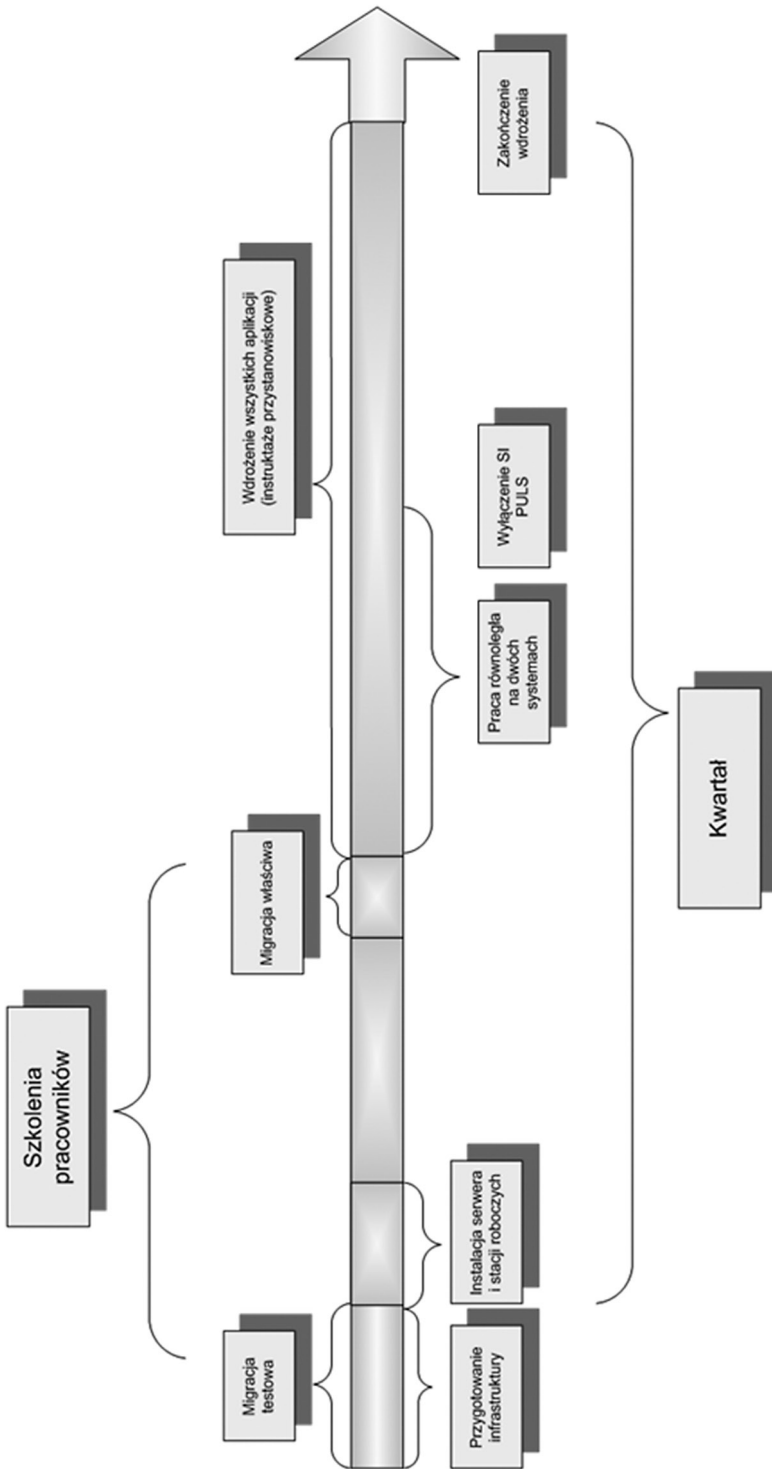 Szkolenia
pracowników
Migracja
testowa
Migracja właściwa
Wdrożenie wszystkich aplikacji
(instruktaże przystanowiskowe)
Przygotowanie
infrastruktury
Instalacja serwera
i stacji roboczych
Praca równoległa
na dwóch
systemach
Wyłączenie SI
PULS
Zakończenie
wdrożenia
Kwartał